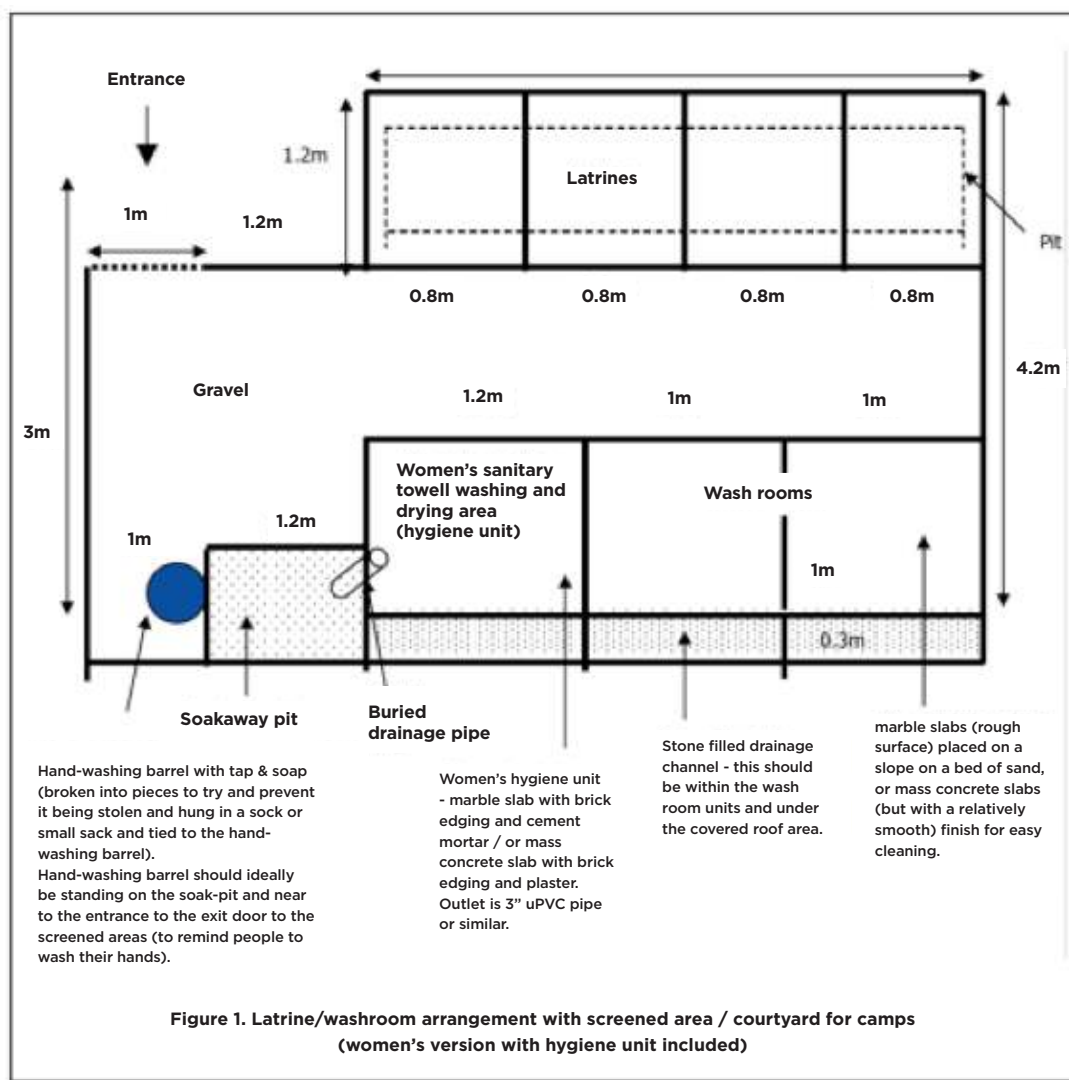 Entrance
1.2m
Latrines
1m
1.2m
Pit
0.8m
0.8m
0.8m
0.8m
4.2m
Gravel
1.2m
1m
1m
3m
Women's sanitary
towell washing and
drying area
(hygiene unit)
Wash rooms
1.2m
1m
1m
0.3m
Soakaway pit
Buried
drainage pipe
Hand-washing barrel with tap & soap
(broken into pieces to try and prevent
it being stolen and hung in a sock or
small sack and tied to the hand-
washing barrel).
Hand-washing barrel should ideally
be standing on the soak-pit and near
to the entrance to the exit door to the
screened areas (to remind people to
wash their hands).
Women's hygiene unit
- marble slab with brick
edging and cement
mortar / or mass
concrete slab with brick
edging and plaster.
Outlet is 3” uPVC pipe
or similar.
Stone filled drainage
channel - this should
be within the wash
room units and under
the covered roof area.
marble slabs (rough
surface) placed on a
slope on a bed of sand,
or mass concrete slabs
(but with a relatively
smooth) finish for easy
cleaning.
Figure 1. Latrine/washroom arrangement with screened area / courtyard for camps
(women's version with hygiene unit included)